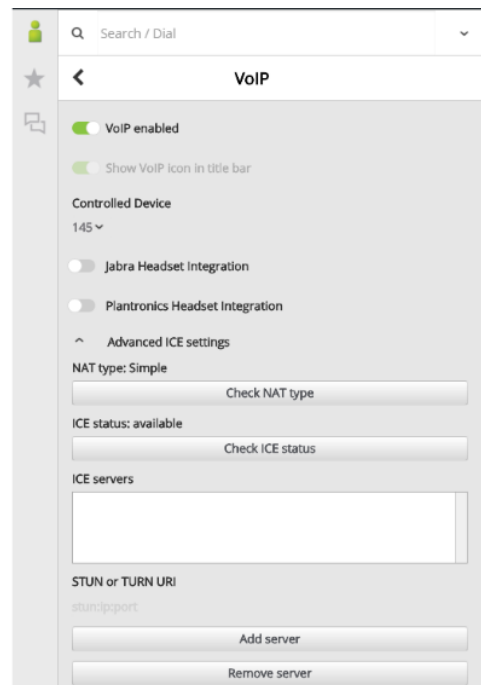 Search / Dial
VoIP
VoIP enabled
Show VoIP icon in title bar
Controlled Device
145
Jabra Headset Integration
Plantronics Headset Integration
Advanced ICE settings
NAT type: Simple
Check NAT type
ICE status: available
Check ICE status
ICE servers
STUN or TURN URI
stun:ip:port
Add server
Remove server